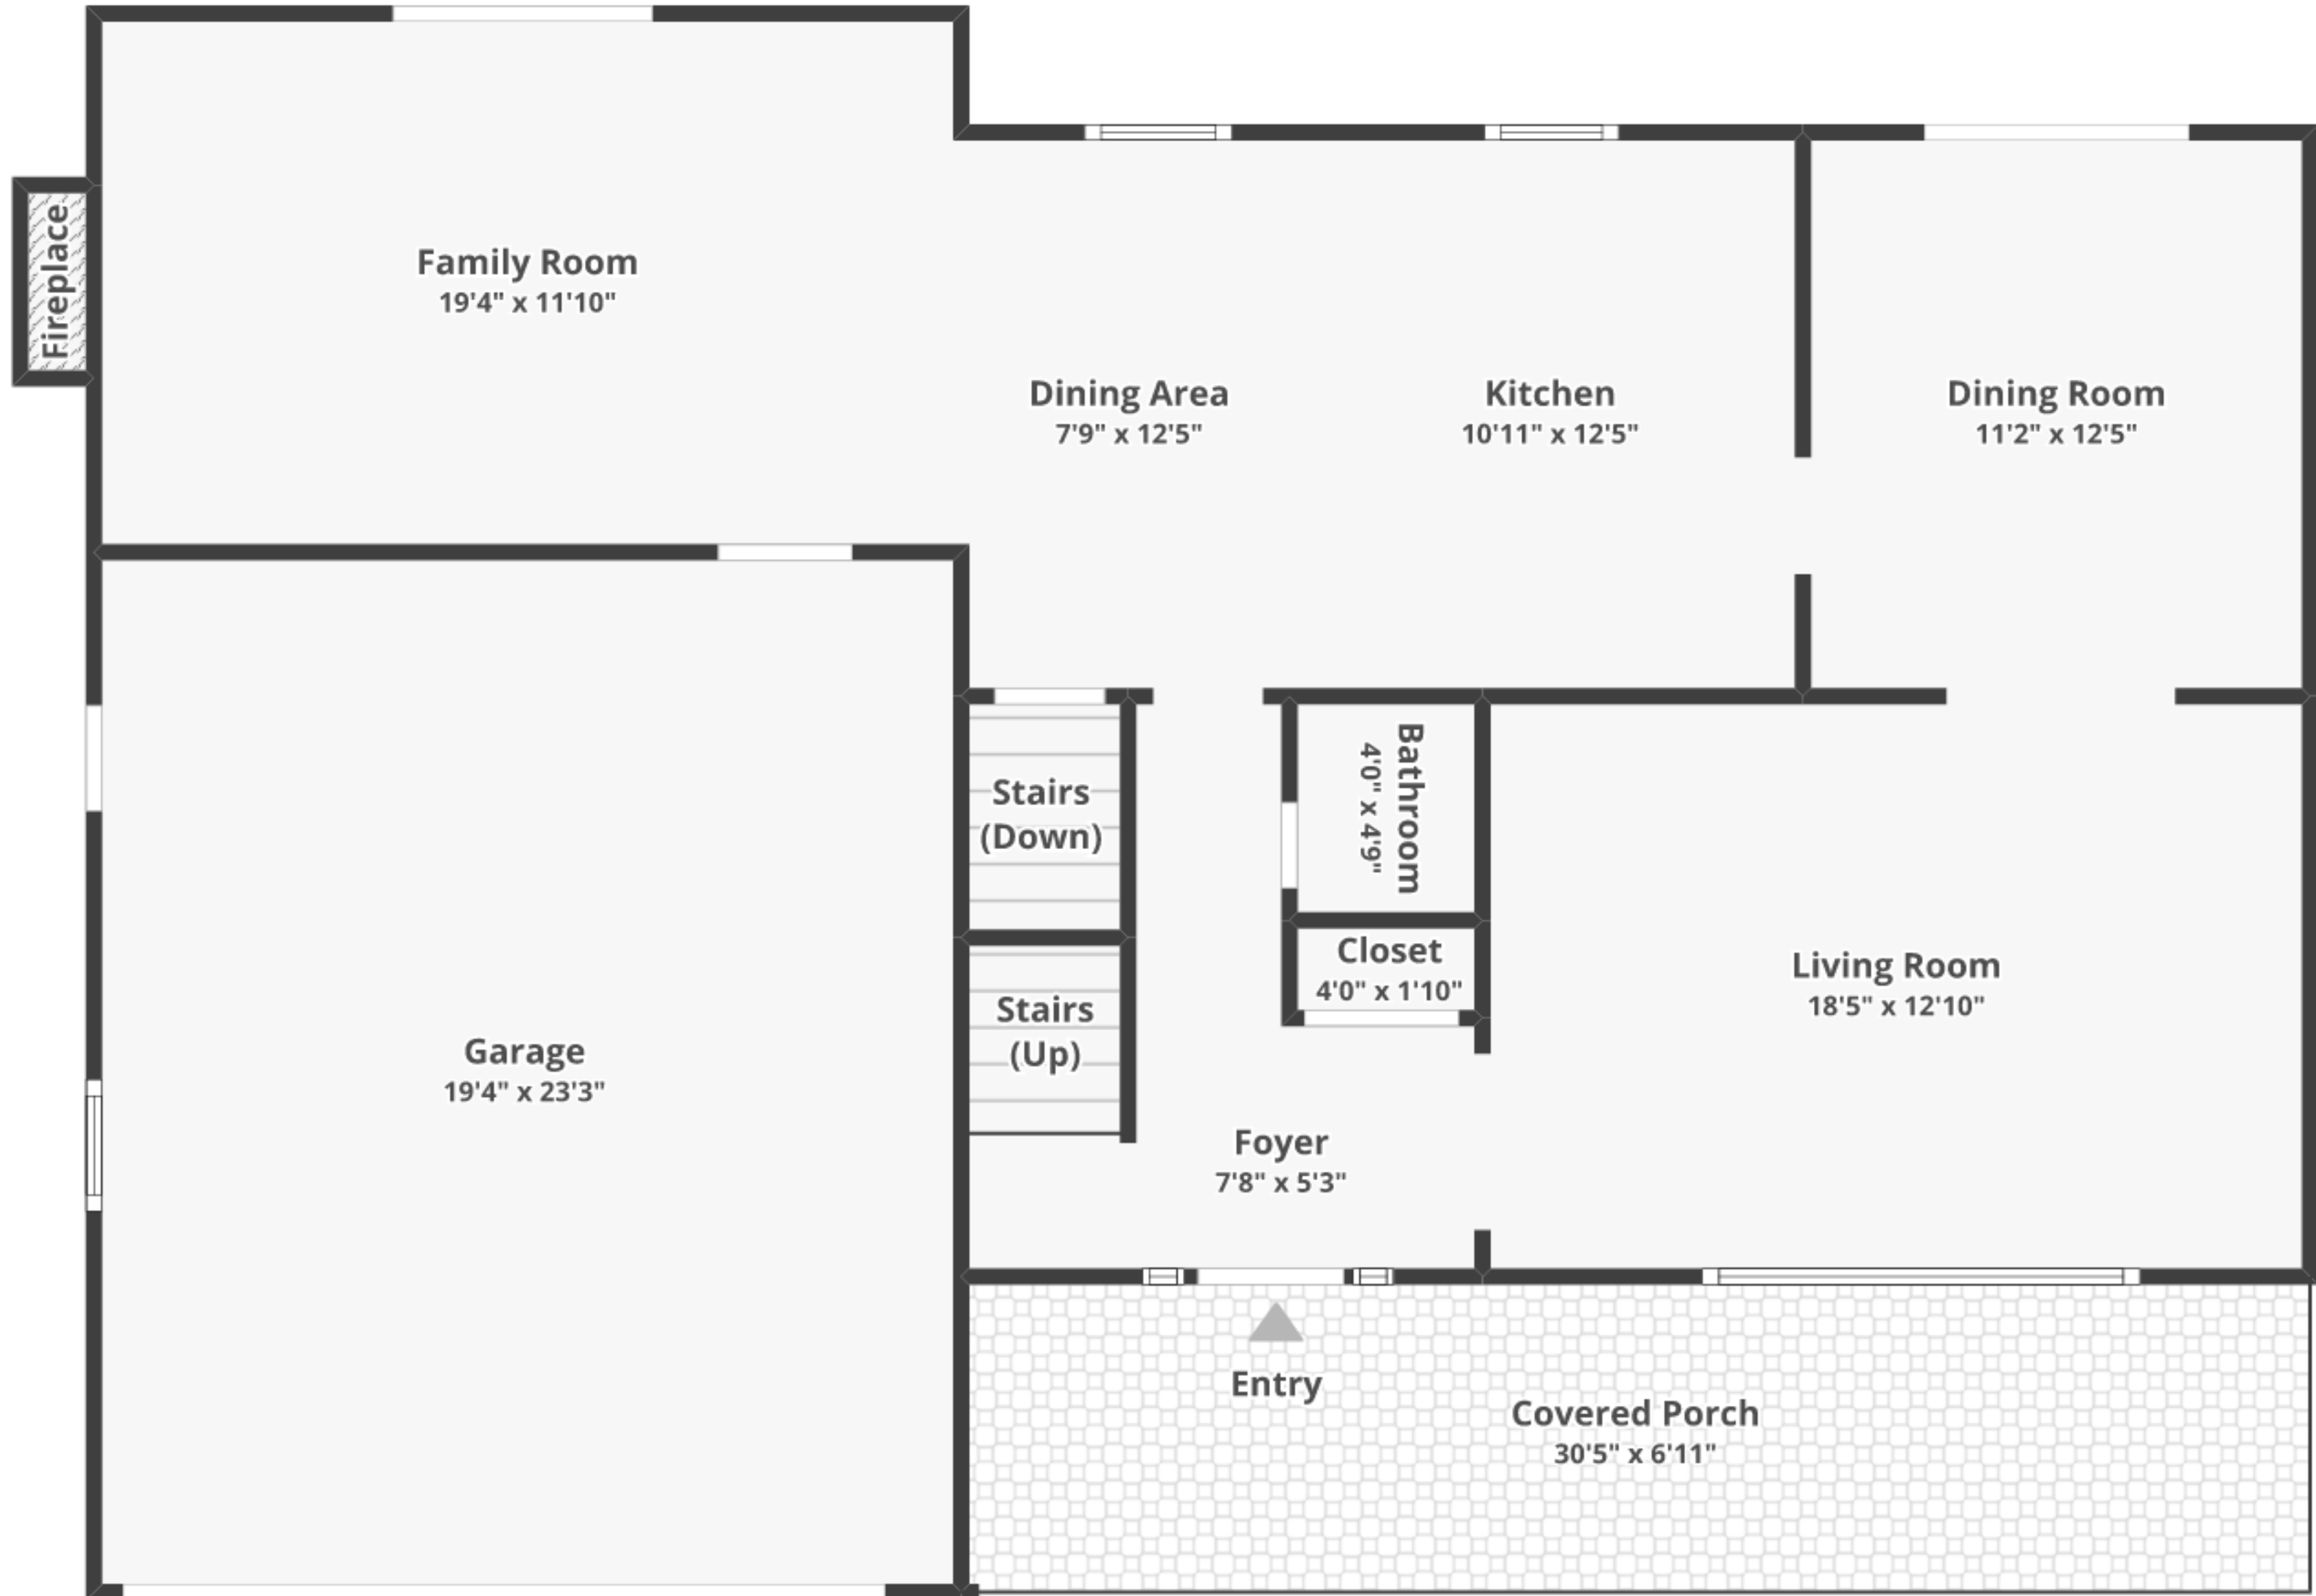 Family Room
19'4" x 11'10"
Fireplace
Dining Area
7'9" x 12'5"
Kitchen
10'11" x 12'5"
Dining Room
11'2" x 12'5"
Stairs
(Down)
Bathroom
4'0" x 4'9"
Closet
4'0" x 1'10"
Living Room
18'5" x 12'10"
Stairs
(Up)
Garage
19'4" x 23'3"
Foyer
7'8" x 5'3"
Entry
Covered Porch
30'5" x 6'11"